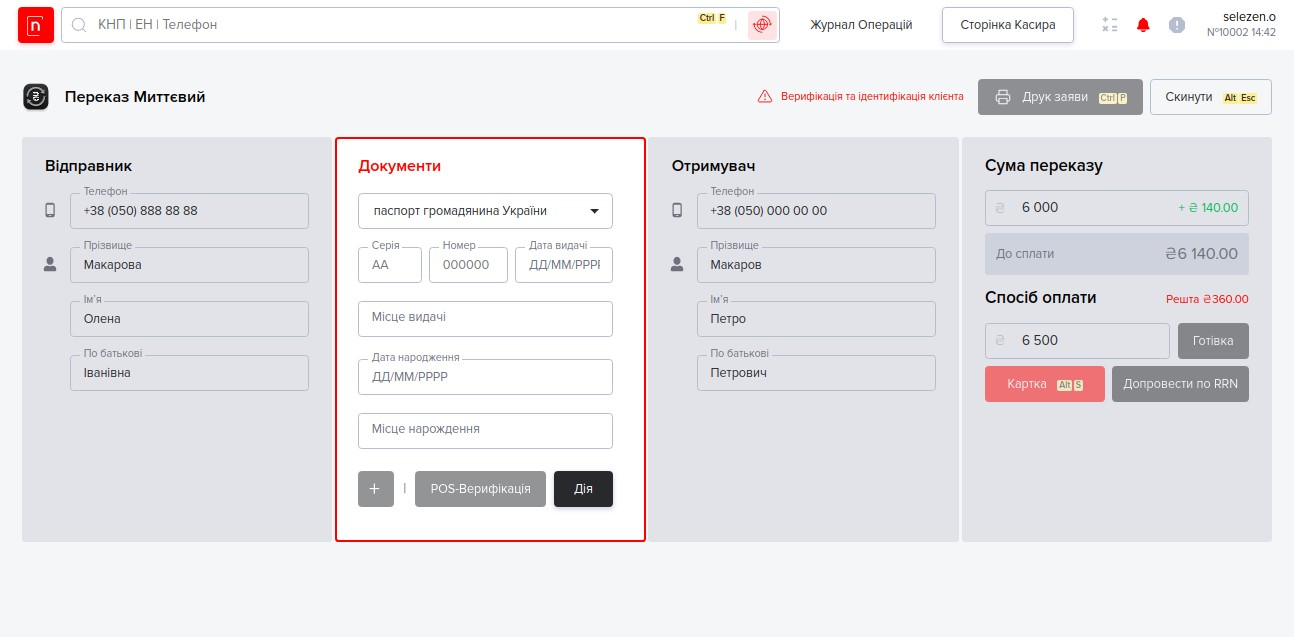 n
КНП | ЕН | Телефон
Ctrl F
Журнал Операцій
Сторінка Касира
selezen.o
№10002 14:42
Переказ Миттєвий
Верифікація та ідентифікація клієнта
Друк заяви Ctrl P
Скинути Alt Esc
Відправник
Телефон
+38 (050) 888 88 88
Прізвище
Макарова
Ім'я
Олена
По батькові
Іванівна
Документи
паспорт громадянина України
Серія
АА
Номер
000000
Дата видачі
ДД/ММ/РРРР
Місце видачі
Дата народження
ДД/ММ/РРРР
Місце народження
+
|
POS-Верифікація
Дія
Отримувач
Телефон
+38 (050) 000 00 00
Прізвище
Макаров
Ім'я
Петро
По батькові
Петрович
Сума переказу
₴ 6 000 + ₴ 140.00
До сплати ₴6 140.00
Спосіб оплати Решта ₴360.00
₴ 6 500
Готівка
Картка Alt S
Допровести по RRN